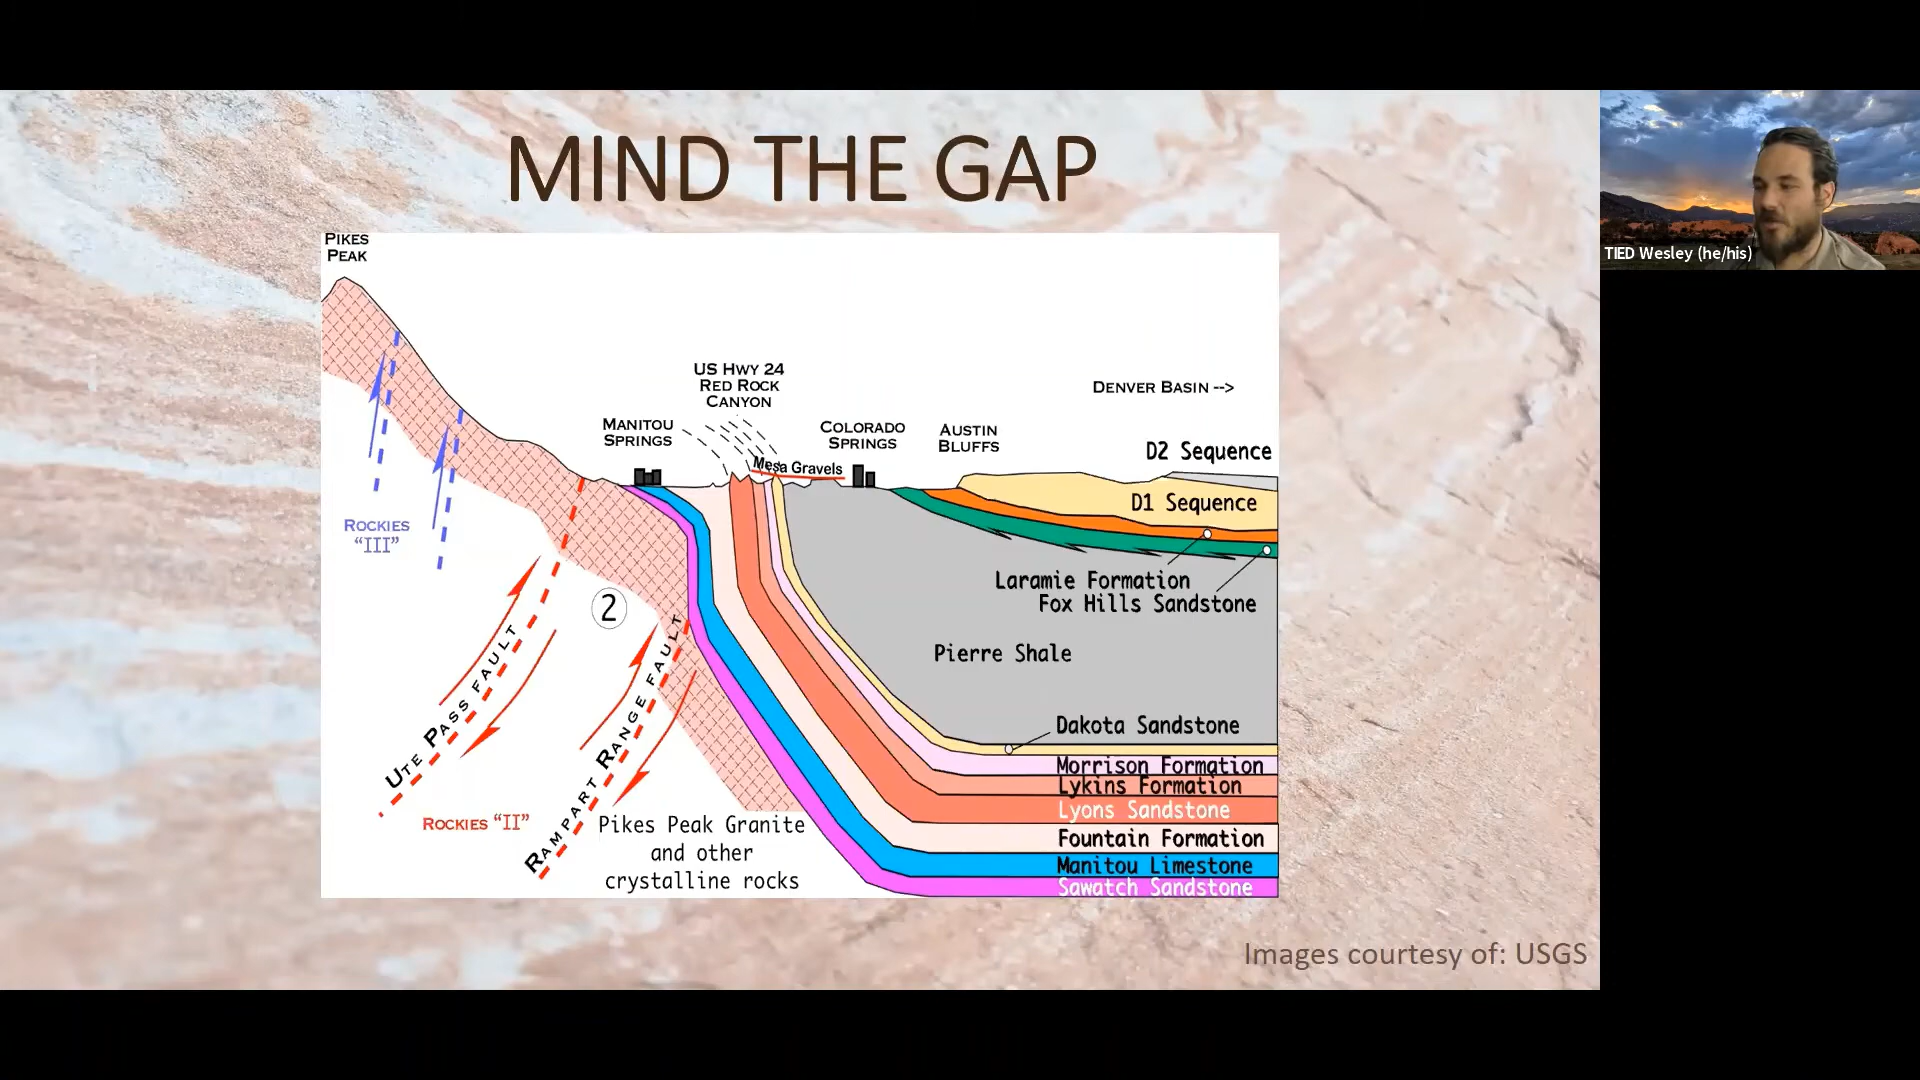 MIND THE GAP
PIKES
PEAK
US HWY 24
RED ROCK
CANYON
DENVER BASIN -->
MANITOU
SPRINGS
COLORADO
SPRINGS
AUSTIN
BLUFFS
D2 Sequence
Mesa Gravels
D1 Sequence
ROCKIES
"III"
Laramie Formation
Fox Hills Sandstone
2
Pierre Shale
UTE PASS FAULT
RAMPART RANGE FAULT
Dakota Sandstone
Morrison Formation
Lykins Formation
Lyons Sandstone
ROCKIES "II"
Pikes Peak Granite
and other
crystalline rocks
Fountain Formation
Manitou Limestone
Sawatch Sandstone
Images courtesy of: USGS
TIED Wesley (he/his)